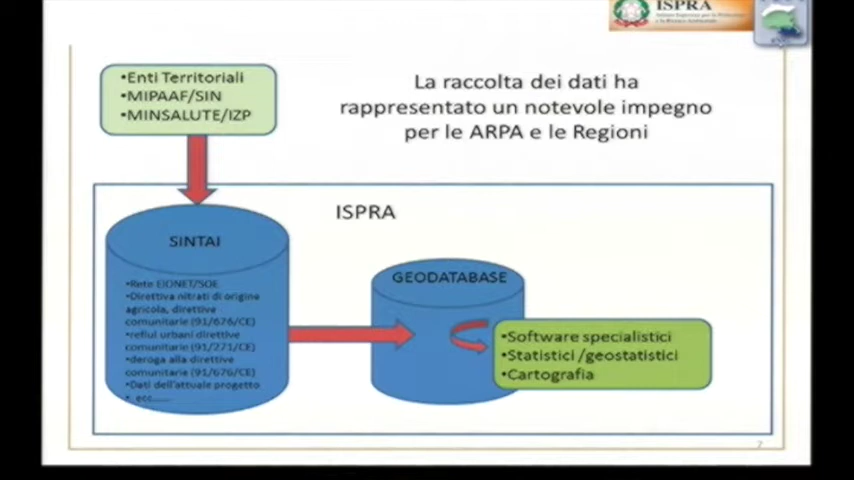 ISPRA
La raccolta dei dati ha
rappresentato un notevole impegno
per le ARPA e le Regioni
•Enti Territoriali
•MIPAAF/SIN
•MINSALUTE/IZP
ISPRA
SINTAI
•Rete EIONET/SOE
•Direttiva nitrati di origine
agricola, direttive
comunitarie (91/676/CE)
•reflui urbani direttive
comunitarie (91/271/CE)
•deroga alla direttive
comunitarie (91/676/CE)
•Dati dell'attuale progetto
• ecc......
GEODATABASE
•Software specialistici
•Statistici /geostatistici
•Cartografia
7